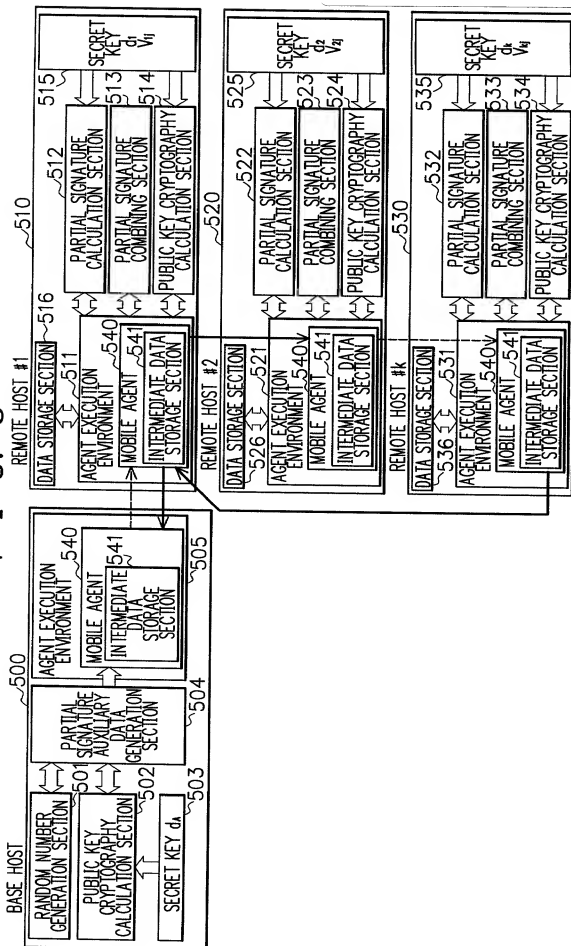 BASE HOST
500
RANDOM NUMBER
GENERATION SECTION
501
PUBLIC KEY
CRYPTOGRAPHY
CALCULATION SECTION
502
SECRET KEY dA
503
PARTIAL
SIGNATURE
AUXILIARY
DATA
GENERATION
SECTION
504
AGENT EXECUTION
ENVIRONMENT
540
MOBILE AGENT
541
INTERMEDIATE
DATA
STORAGE
SECTION
505
REMOTE HOST #1
510
DATA STORAGE SECTION
516
511
AGENT EXECUTION
ENVIRONMENT
540
MOBILE AGENT
541
INTERMEDIATE DATA
STORAGE SECTION
512
PARTIAL SIGNATURE
CALCULATION SECTION
513
PARTIAL SIGNATURE
COMBINING SECTION
514
PUBLIC KEY CRYPTOGRAPHY
CALCULATION SECTION
515
SECRET
KEY
d1
V1j
REMOTE HOST #2
520
DATA STORAGE SECTION
526
521
AGENT EXECUTION
ENVIRONMENT
540
MOBILE AGENT
541
INTERMEDIATE DATA
STORAGE SECTION
522
PARTIAL SIGNATURE
CALCULATION SECTION
523
PARTIAL SIGNATURE
COMBINING SECTION
524
PUBLIC KEY CRYPTOGRAPHY
CALCULATION SECTION
525
SECRET
KEY
d2
V2j
REMOTE HOST #k
530
DATA STORAGE SECTION
536
531
AGENT EXECUTION
ENVIRONMENT
540
MOBILE AGENT
541
INTERMEDIATE DATA
STORAGE SECTION
532
PARTIAL SIGNATURE
CALCULATION SECTION
533
PARTIAL SIGNATURE
COMBINING SECTION
534
PUBLIC KEY CRYPTOGRAPHY
CALCULATION SECTION
535
SECRET
KEY
dk
Vkj